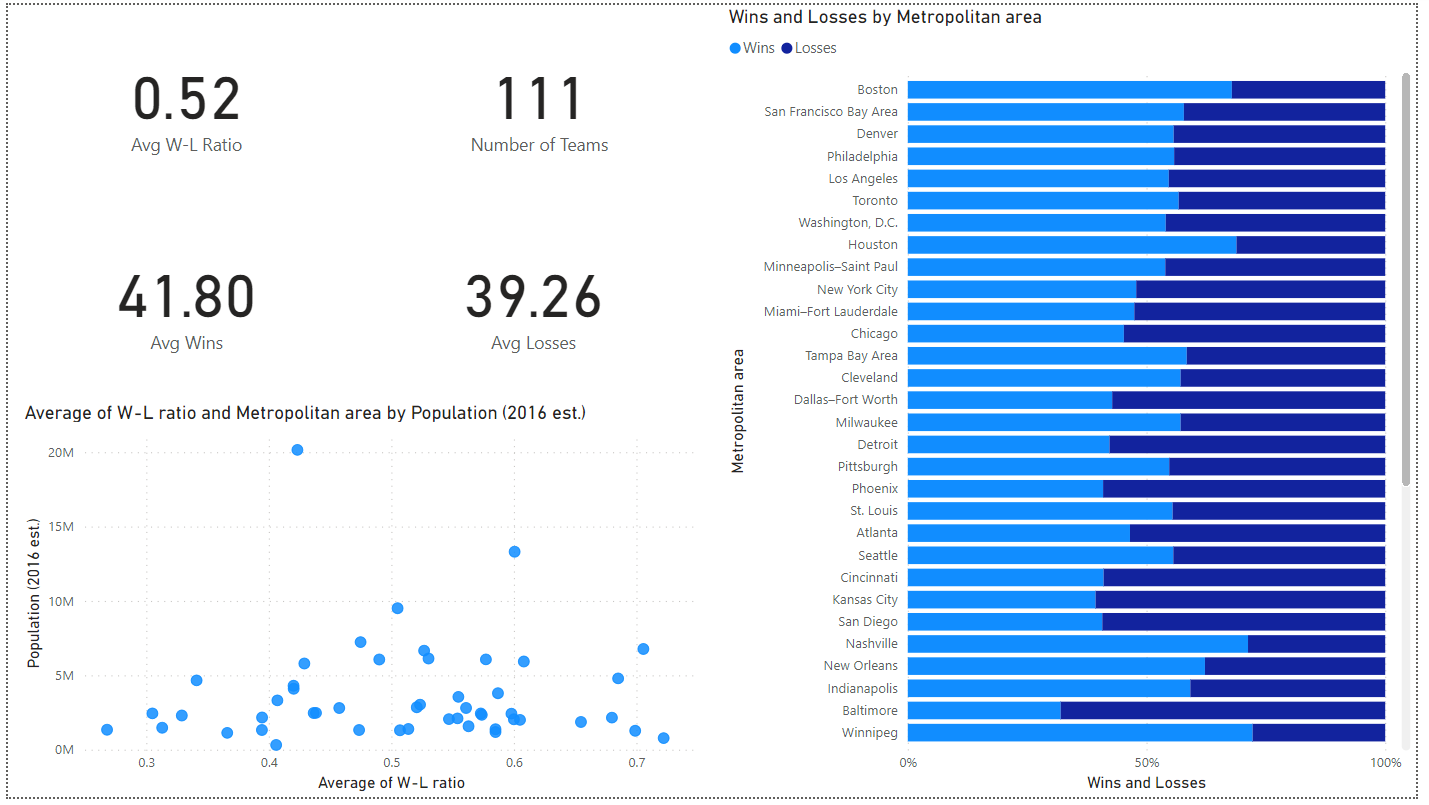 0.52
Avg W-L Ratio
111
Number of Teams
41.80
Avg Wins
39.26
Avg Losses
Average of W-L ratio and Metropolitan area by Population (2016 est.)
Population (2016 est.)
20M
15M
10M
5M
0M
0.3 0.4 0.5 0.6 0.7
Average of W-L ratio
Wins and Losses by Metropolitan area
Wins Losses
Metropolitan area
Boston
San Francisco Bay Area
Denver
Philadelphia
Los Angeles
Toronto
Washington, D.C.
Houston
Minneapolis–Saint Paul
New York City
Miami–Fort Lauderdale
Chicago
Tampa Bay Area
Cleveland
Dallas–Fort Worth
Milwaukee
Detroit
Pittsburgh
Phoenix
St. Louis
Atlanta
Seattle
Cincinnati
Kansas City
San Diego
Nashville
New Orleans
Indianapolis
Baltimore
Winnipeg
0% 50% 100%
Wins and Losses